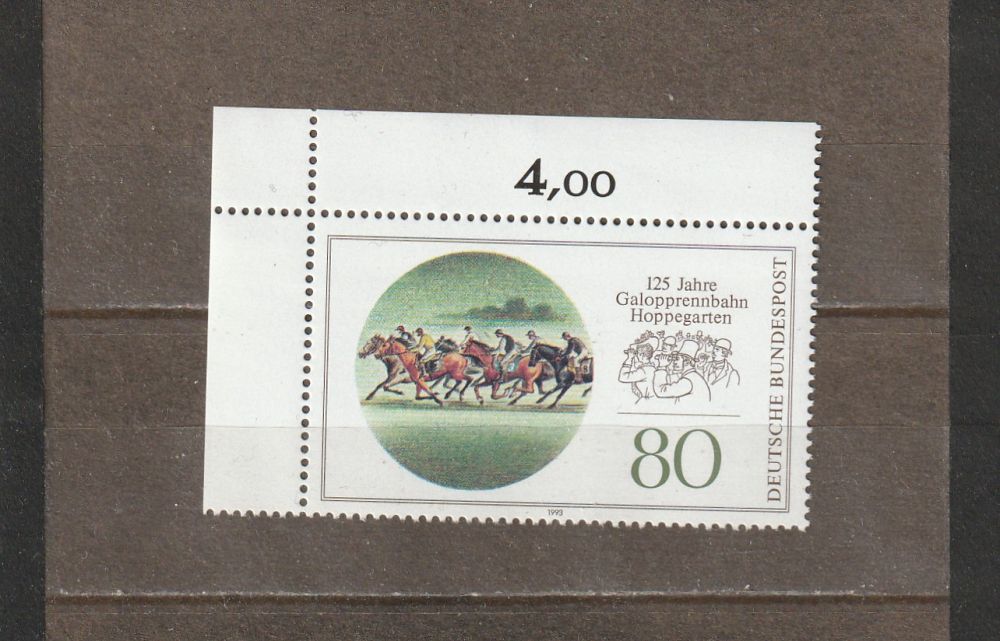 4,00
125 Jahre
Galopprennbahn
Hoppegarten
80
DEUTSCHE BUNDESPOST
1993